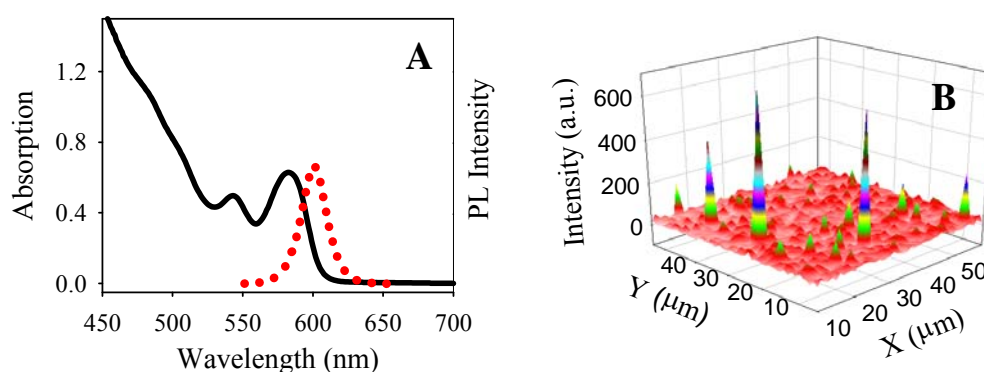 A
1.2
0.8
0.4
0.0
Absorption
PL Intensity
450 500 550 600 650 700
Wavelength (nm)
B
600
400
200
0
Intensity (a.u.)
40
30
20
10
Y (μm)
10
20
30
40
50
X (μm)